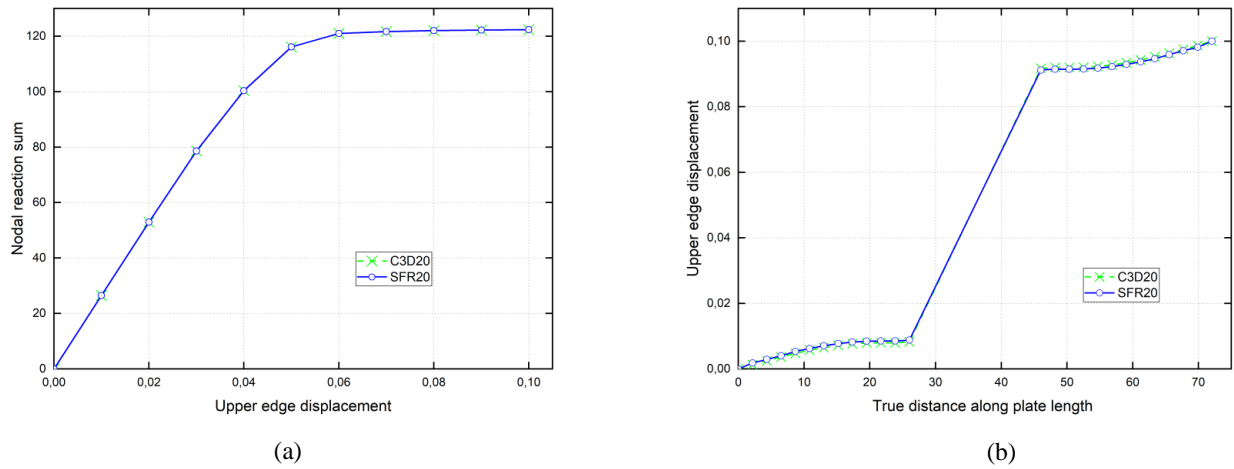 Nodal reaction sum
120
100
80
60
40
20
0
0,00 0,02 0,04 0,06 0,08 0,10
Upper edge displacement
C3D20
SFR20
(a)
Upper edge displacement
0,10
0,08
0,06
0,04
0,02
0,00
0 10 20 30 40 50 60 70
True distance along plate length
C3D20
SFR20
(b)